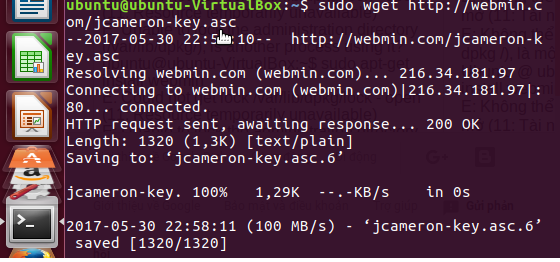 ubuntu@ubuntu-VirtualBox:~$ sudo wget http://webmin.c
om/jcameron-key.asc
--2017-05-30 22:5 :10-- http://webmin.com/jcameron-k
ey.asc
Resolving webmin.com (webmin.com)... 216.34.181.97
Connecting to webmin.com (webmin.com)|216.34.181.97|:
80... connected.
HTTP request sent, awaiting response... 200 OK
Length: 1320 (1,3K) [text/plain]
Saving to: ‘jcameron-key.asc.6’
jcameron-key. 100% 1,29K --.-KB/s in 0s
2017-05-30 22:58:11 (100 MB/s) - ‘jcameron-key.asc.6’
saved [1320/1320]